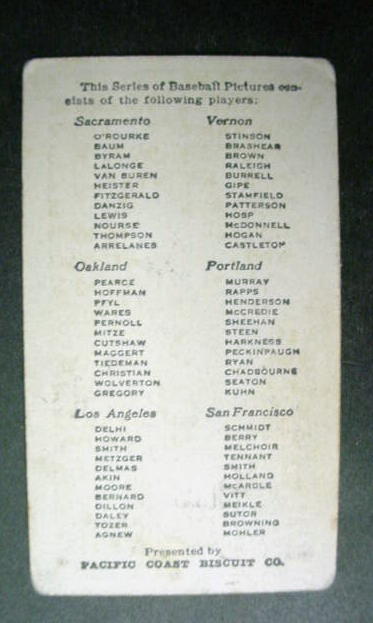 This Series of Baseball Pictures con-
sists of the following players:
Sacramento
O'ROURKE
BAUM
BYRAM
LALONGE
VAN BUREN
HEISTER
FITZGERALD
DANZIG
LEWIS
NOURSE
THOMPSON
ARRELANES
Vernon
STINSON
BRASHEAR
BROWN
RALEIGH
BURRELL
GIPE
STAMFIELD
PATTERSON
HOSP
McDONNELL
HOGAN
CASTLETON
Oakland
PEARCE
HOFFMAN
PFYL
WARES
PERNOLL
MITZE
CUTSHAW
MAGGERT
TIEDEMAN
CHRISTIAN
WOLVERTON
GREGORY
Portland
MURRAY
RAPPS
HENDERSON
McCREDIE
SHEEHAN
STEEN
HARKNESS
PECKINPAUGH
RYAN
CHADBOURNE
SEATON
KUHN
Los Angeles
DELHI
HOWARD
SMITH
METZGER
DELMAS
AKIN
MOORE
BERNARD
DILLON
DALEY
TOZER
AGNEW
San Francisco
SCHMIDT
BERRY
MELCHOIR
TENNANT
SMITH
HOLLAND
McARDLE
VITT
MEIKLE
SUTOR
BROWNING
MOHLER
Presented by
PACIFIC COAST BISCUIT CO.